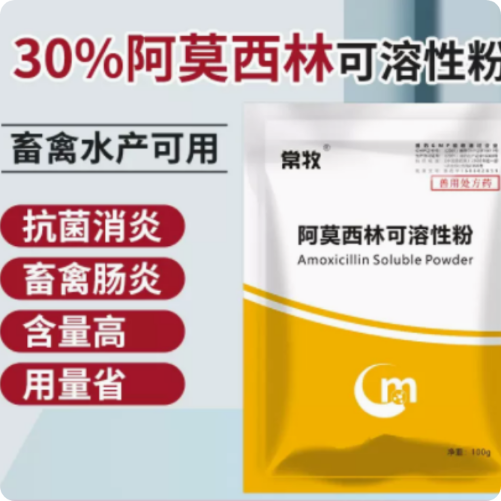 30%阿莫西林可溶性粉
畜禽水产可用
抗菌消炎
畜禽肠炎
含量高
用量省
常牧®
兽用处方药
阿莫西林可溶性粉
Amoxicillin Soluble Powder
m
净重：100g